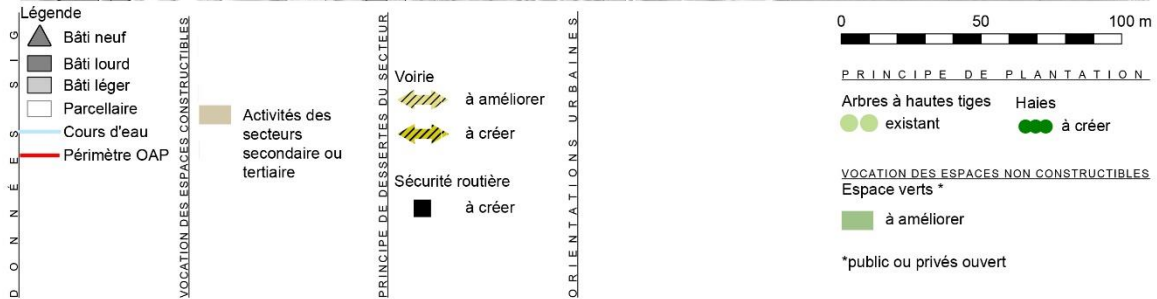 DONNÉES SIG
Légende
Bâti neuf
Bâti lourd
Bâti léger
Parcellaire
Cours d'eau
Périmètre OAP
VOCATION DES ESPACES CONSTRUCTIBLES
Activités des
secteurs
secondaire ou
tertiaire
PRINCIPE DE DESSERTES DU SECTEUR
Voirie
à améliorer
à créer
Sécurité routière
à créer
ORIENTATIONS URBAINES
0 50 100 m
PRINCIPE DE PLANTATION
Arbres à hautes tiges
existant
Haies
à créer
VOCATION DES ESPACES NON CONSTRUCTIBLES
Espace verts *
à améliorer
*public ou privés ouvert